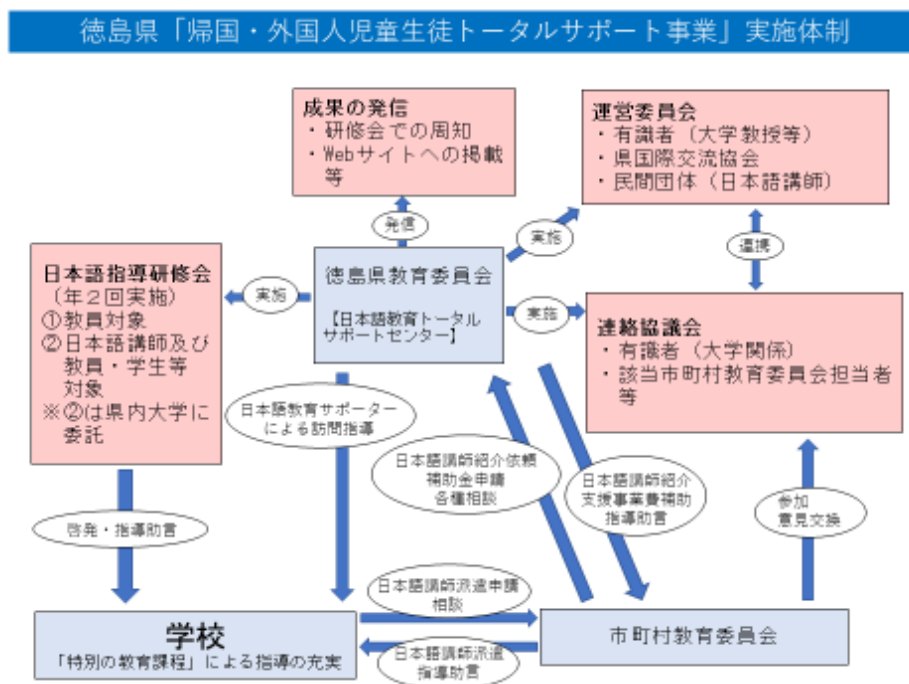 徳島県「帰国・外国人児童生徒トータルサポート事業」実施体制
成果の発信
・研修会での周知
・Webサイトへの掲載
等
運営委員会
・有識者（大学教授等）
・県国際交流協会
・民間団体（日本語講師）
発信
実施
連携
日本語指導研修会
（年２回実施）
①教員対象
②日本語講師及び
教員・学生等
対象
※②は県内大学に
委託
実施
徳島県教育委員会
【日本語教育トータル
サポートセンター】
実施
連絡協議会
・有識者（大学関係）
・該当市町村教育委員会担当者
等
日本語教育サポーター
による訪問指導
日本語講師紹介依頼
補助金申請
各種相談
日本語講師紹介
支援事業費補助
指導助言
参加
意見交換
啓発・指導助言
日本語講師派遣申請
相談
学校
「特別の教育課程」による指導の充実
市町村教育委員会
日本語講師派遣
指導助言